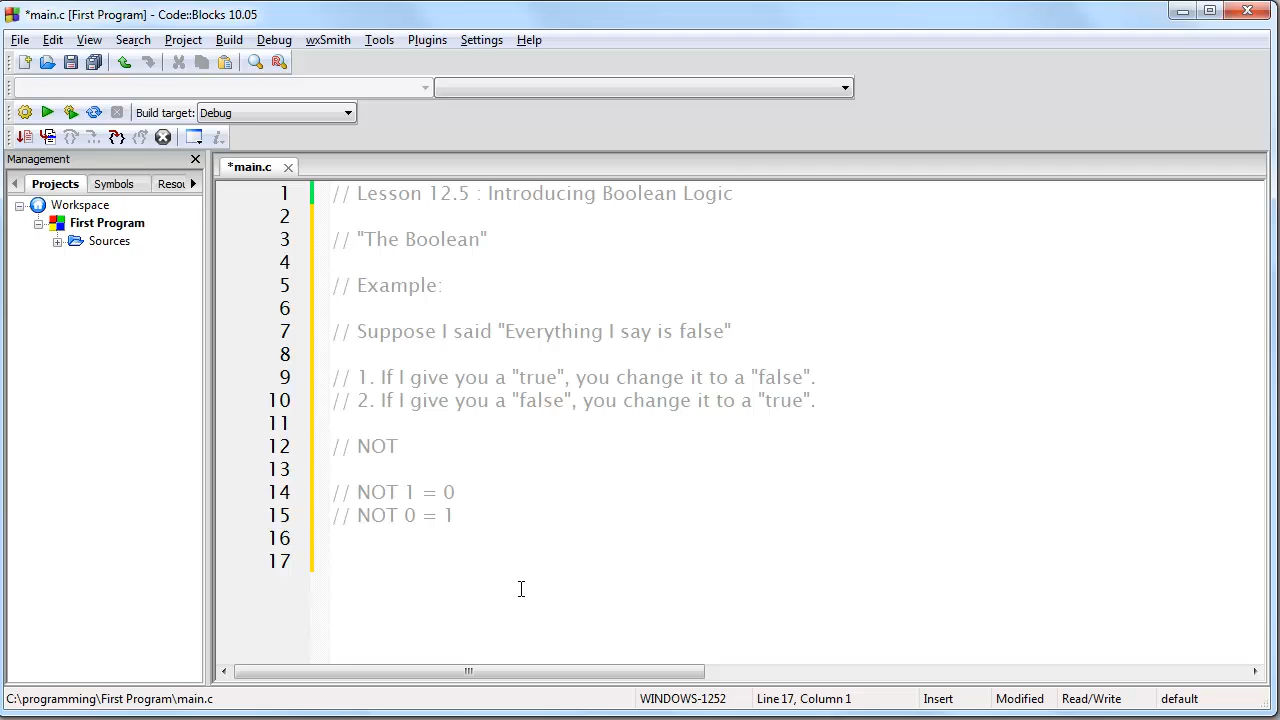 *main.c [First Program] - Code::Blocks 10.05
File Edit View Search Project Build Debug wxSmith Tools Plugins Settings Help
Build target: Debug
Management
*main.c
Projects Symbols Resou
Workspace
First Program
Sources
1 // Lesson 12.5 : Introducing Boolean Logic
2
3 // "The Boolean"
4
5 // Example:
6
7 // Suppose I said "Everything I say is false"
8
9 // 1. If I give you a "true", you change it to a "false".
10 // 2. If I give you a "false", you change it to a "true".
11
12 // NOT
13
14 // NOT 1 = 0
15 // NOT 0 = 1
16
17
C:\programming\First Program\main.c WINDOWS-1252 Line 17, Column 1 Insert Modified Read/Write default